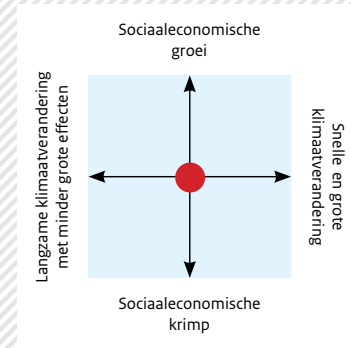 Sociaaleconomische
groei
Langzame klimaatverandering
met minder grote effecten
Snelle en grote
klimaatverandering
Sociaaleconomische
krimp